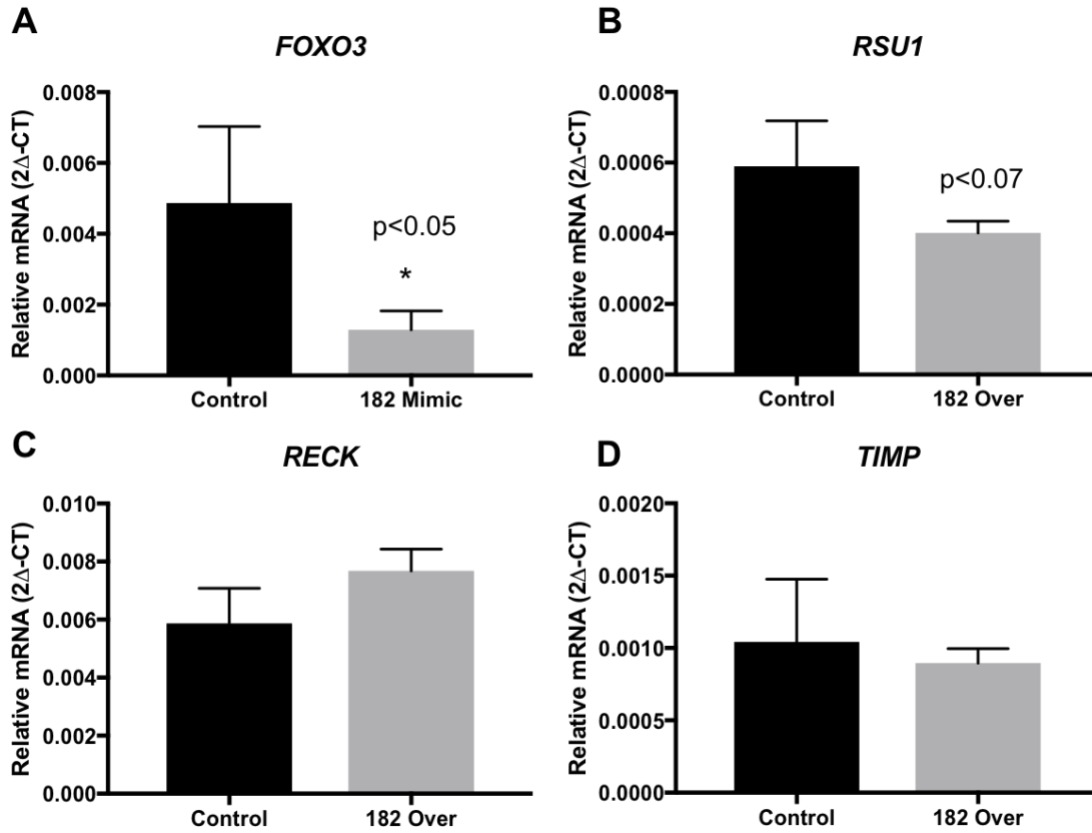 A
FOXO3
Relative mRNA (2Δ-CT)
0.008
0.006
0.004
0.002
0.000
p<0.05
*
Control
182 Mimic
B
RSU1
Relative mRNA (2Δ-CT)
0.0008
0.0006
0.0004
0.0002
0.0000
p<0.07
Control
182 Over
C
RECK
Relative mRNA (2Δ-CT)
0.010
0.008
0.006
0.004
0.002
0.000
Control
182 Over
D
TIMP
Relative mRNA (2Δ-CT)
0.0020
0.0015
0.0010
0.0005
0.0000
Control
182 Over